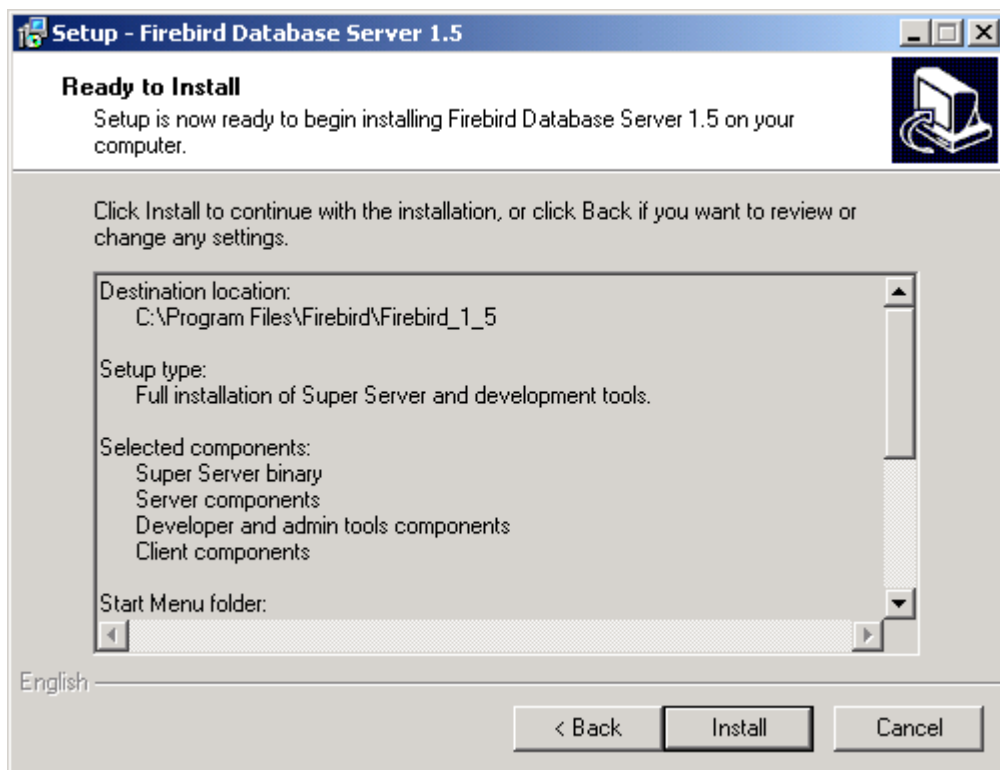 Setup - Firebird Database Server 1.5
Ready to Install
Setup is now ready to begin installing Firebird Database Server 1.5 on your
computer.
Click Install to continue with the installation, or click Back if you want to review or
change any settings.
Destination location:
C:\Program Files\Firebird\Firebird_1_5
Setup type:
Full installation of Super Server and development tools.
Selected components:
Super Server binary
Server components
Developer and admin tools components
Client components
Start Menu folder:
English
< Back
Install
Cancel